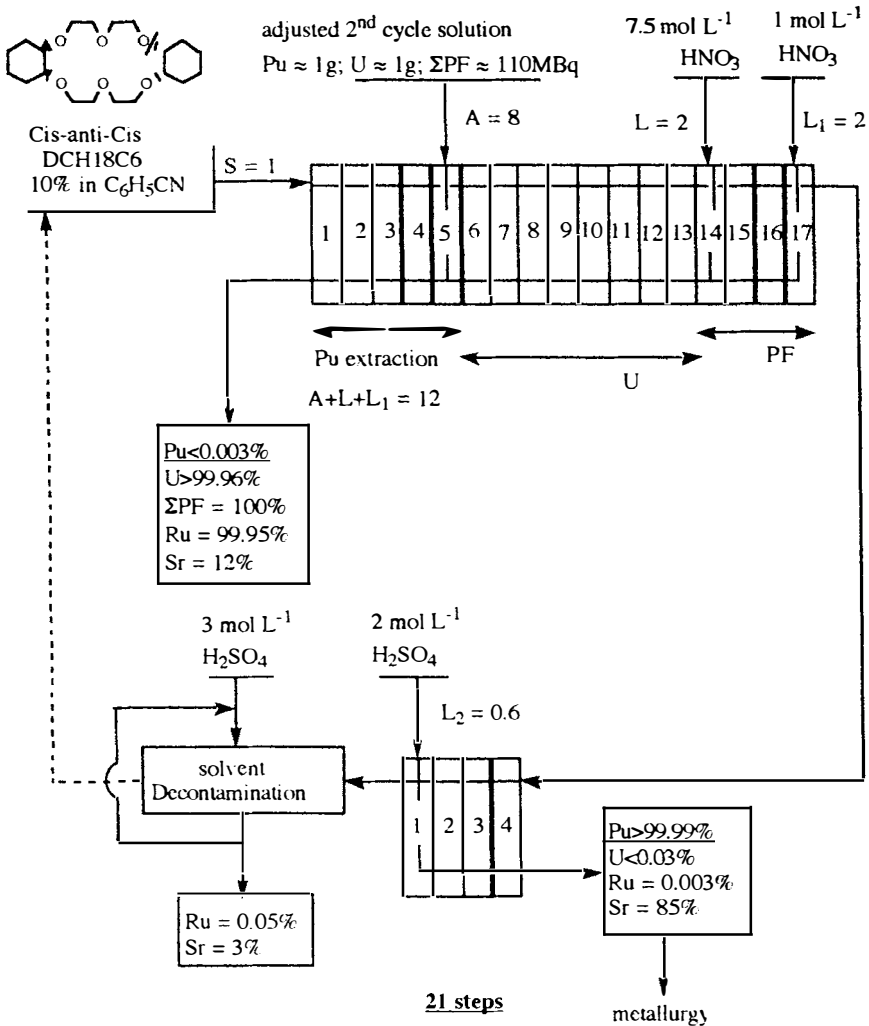 O O O
O O O
adjusted 2nd cycle solution
Pu ≈ 1g; U ≈ 1g; ΣPF ≈ 110MBq
7.5 mol L-1
HNO3
1 mol L-1
HNO3
A = 8
L = 2
L1 = 2
Cis-anti-Cis
DCH18C6
10% in C6H5CN
S = 1
1 2 3 4 5 6 7 8 9 10 11 12 13 14 15 16 17
Pu extraction
U
PF
A+L+L1 = 12
Pu<0.003%
U>99.96%
ΣPF = 100%
Ru = 99.95%
Sr = 12%
3 mol L-1
H2SO4
2 mol L-1
H2SO4
L2 = 0.6
solvent
Decontamination
1 2 3 4
Pu>99.99%
U<0.03%
Ru = 0.003%
Sr = 85%
Ru = 0.05%
Sr = 3%
21 steps
metallurgy